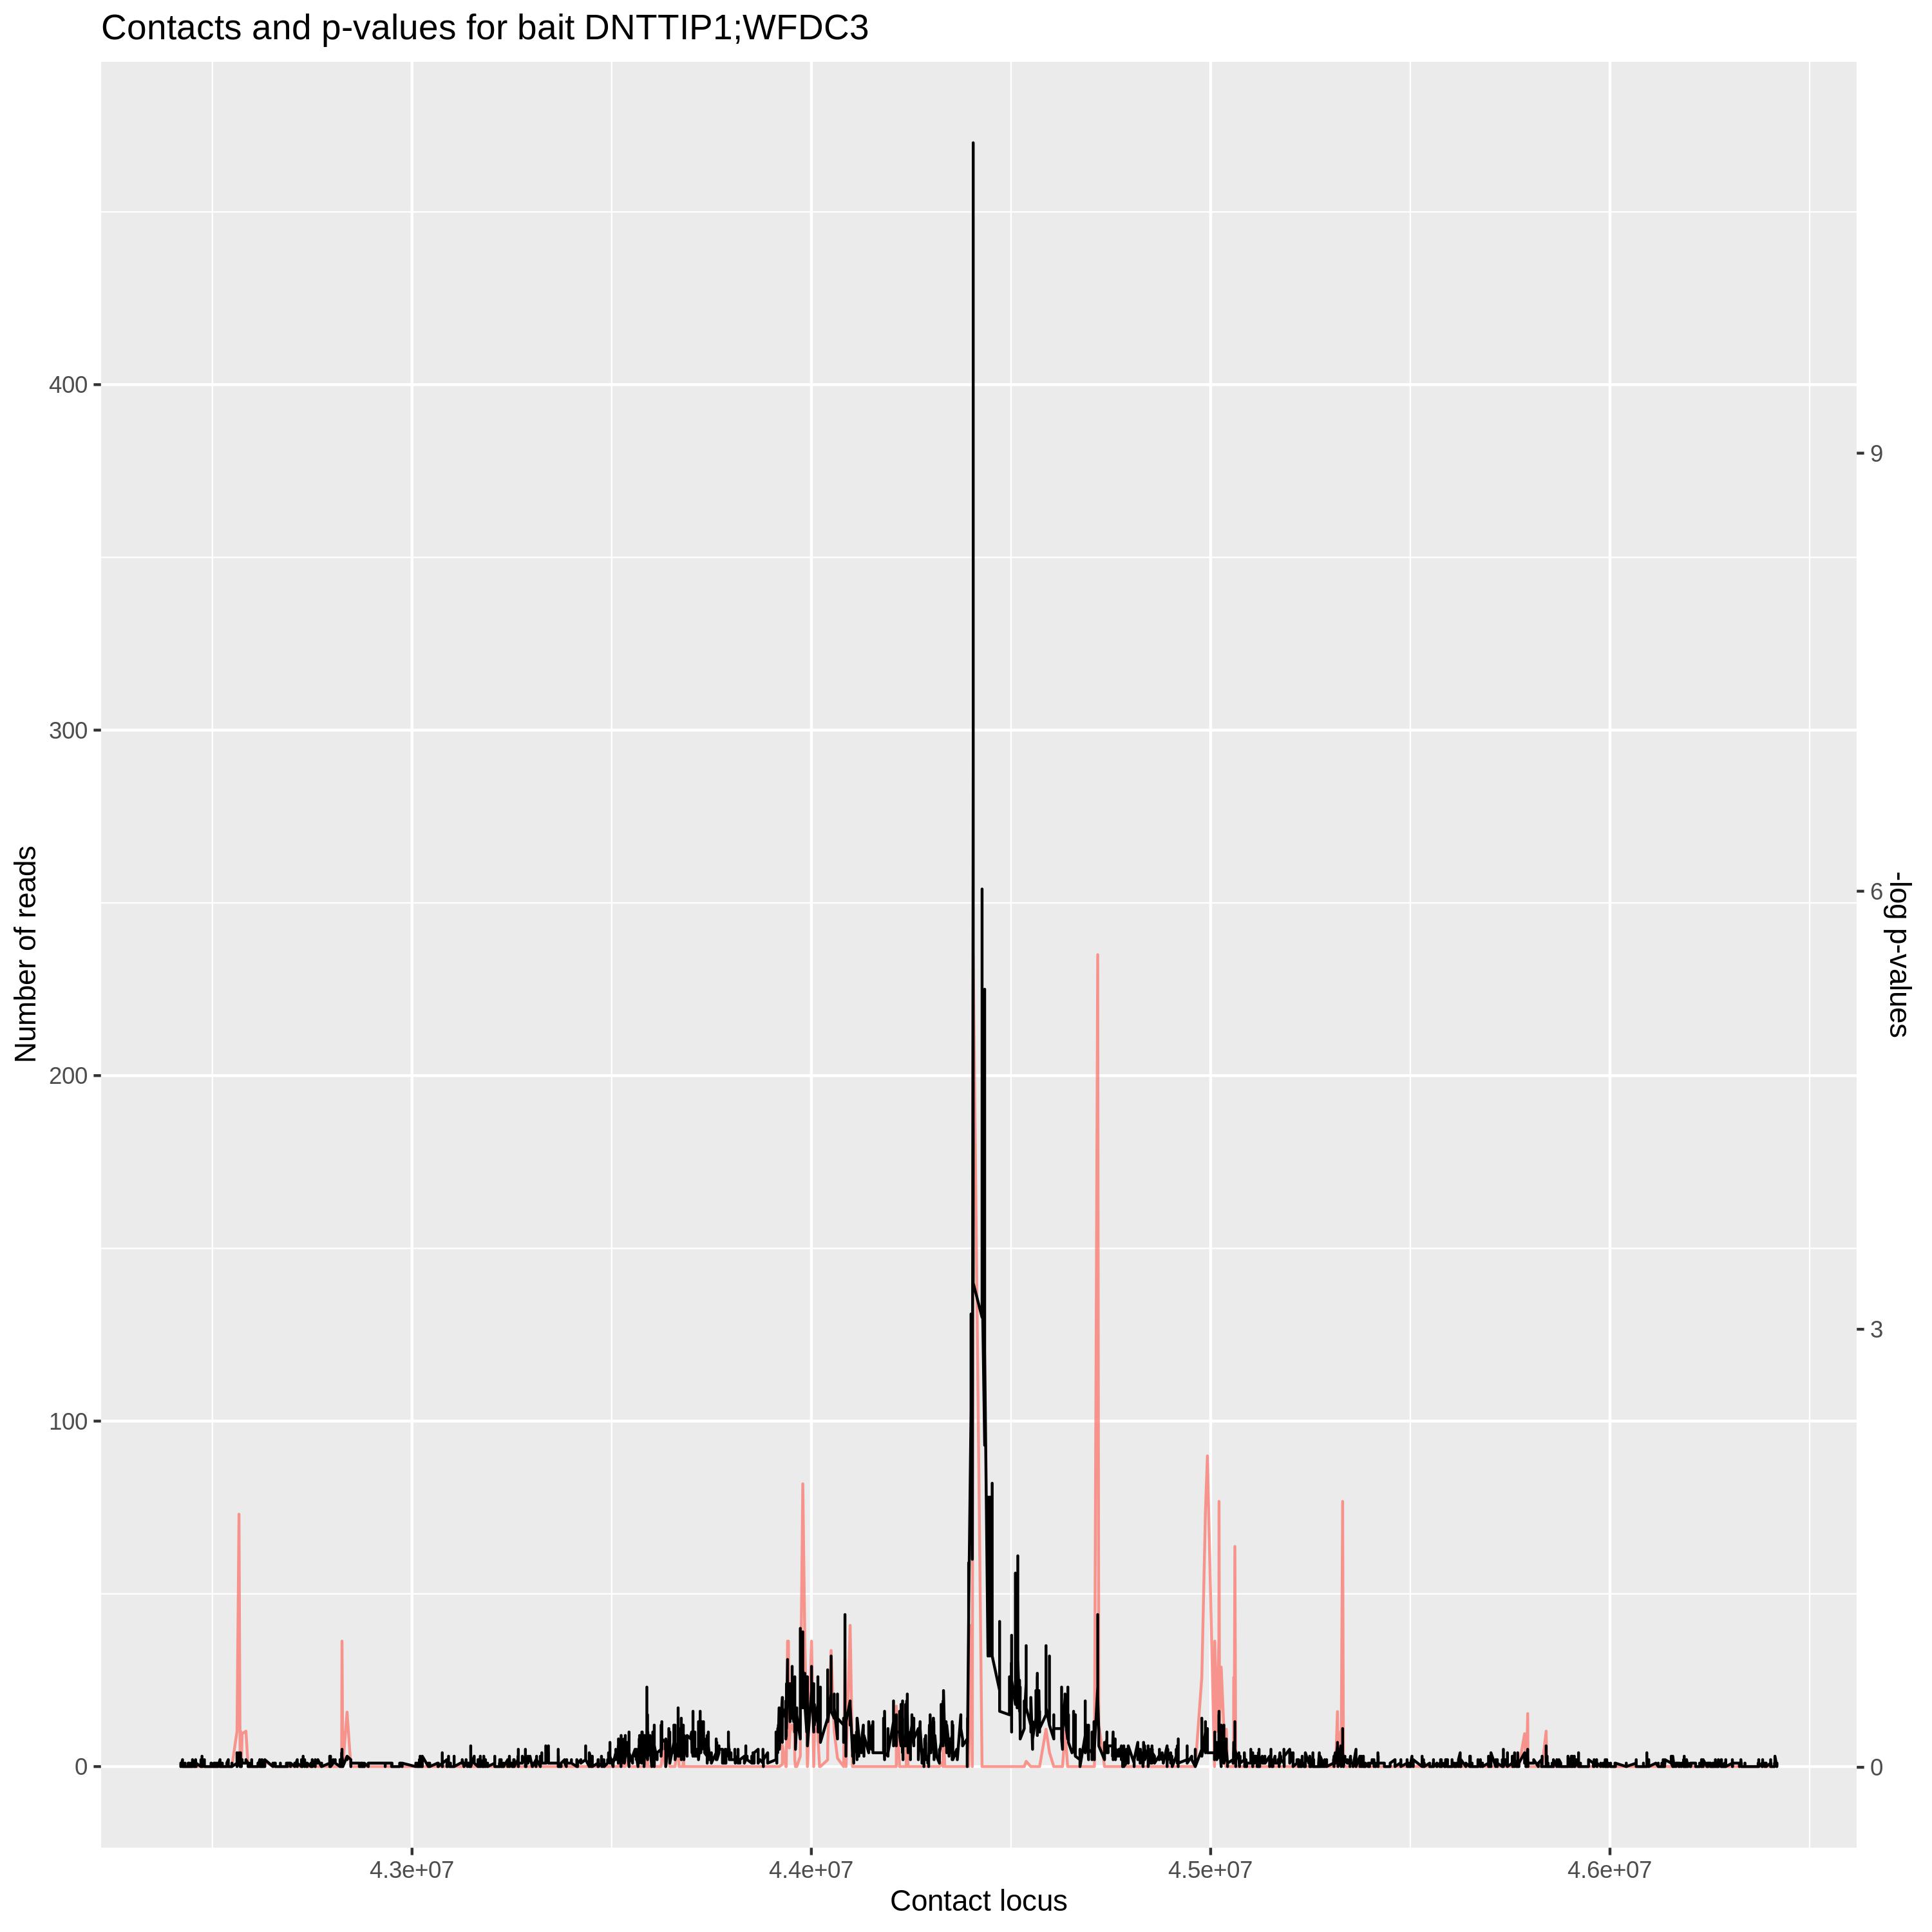 Contacts and p-values for bait DNTTIP1;WFDC3
Number of reads
400
300
200
100
0
9
6
3
0
-log p-values
4.3e+07
4.4e+07
4.5e+07
4.6e+07
Contact locus